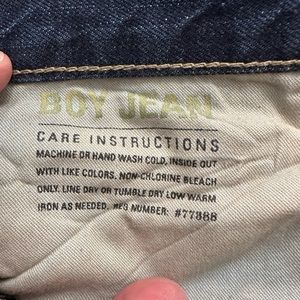 BOY JEAN
CARE INSTRUCTIONS
MACHINE OR HAND WASH COLD, INSIDE OUT
WITH LIKE COLORS. NON-CHLORINE BLEACH
ONLY. LINE DRY OR TUMBLE DRY LOW WARM
IRON AS NEEDED. REG NUMBER: #77388